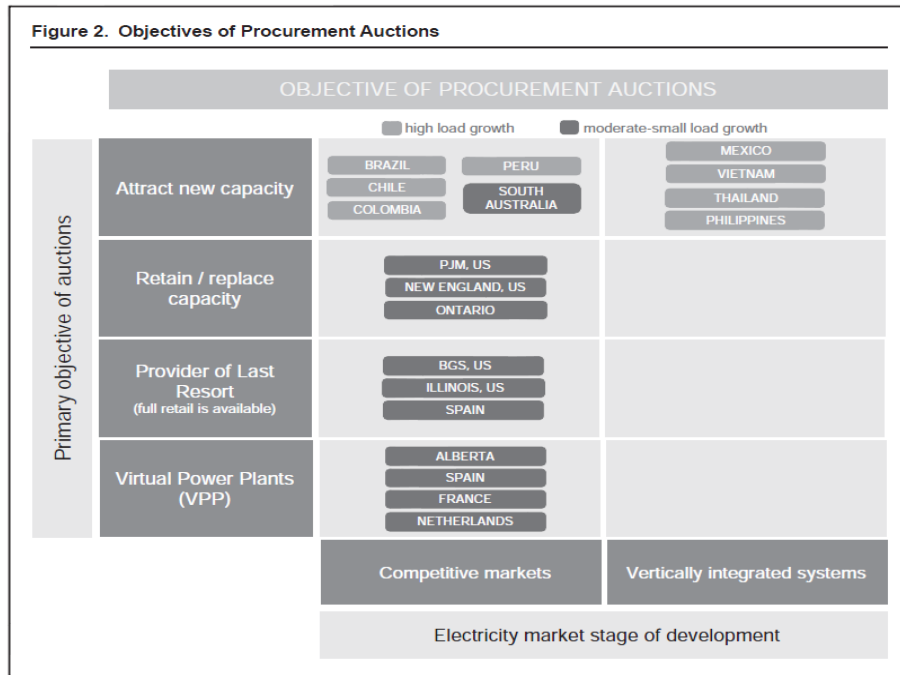 Figure 2. Objectives of Procurement Auctions
OBJECTIVE OF PROCUREMENT AUCTIONS
high load growth
moderate-small load growth
Primary objective of auctions
Attract new capacity
BRAZIL
CHILE
COLOMBIA
PERU
SOUTH
AUSTRALIA
MEXICO
VIETNAM
THAILAND
PHILIPPINES
Retain / replace
capacity
PJM, US
NEW ENGLAND, US
ONTARIO
Provider of Last
Resort
(full retail is available)
BGS, US
ILLINOIS, US
SPAIN
Virtual Power Plants
(VPP)
ALBERTA
SPAIN
FRANCE
NETHERLANDS
Competitive markets
Vertically integrated systems
Electricity market stage of development